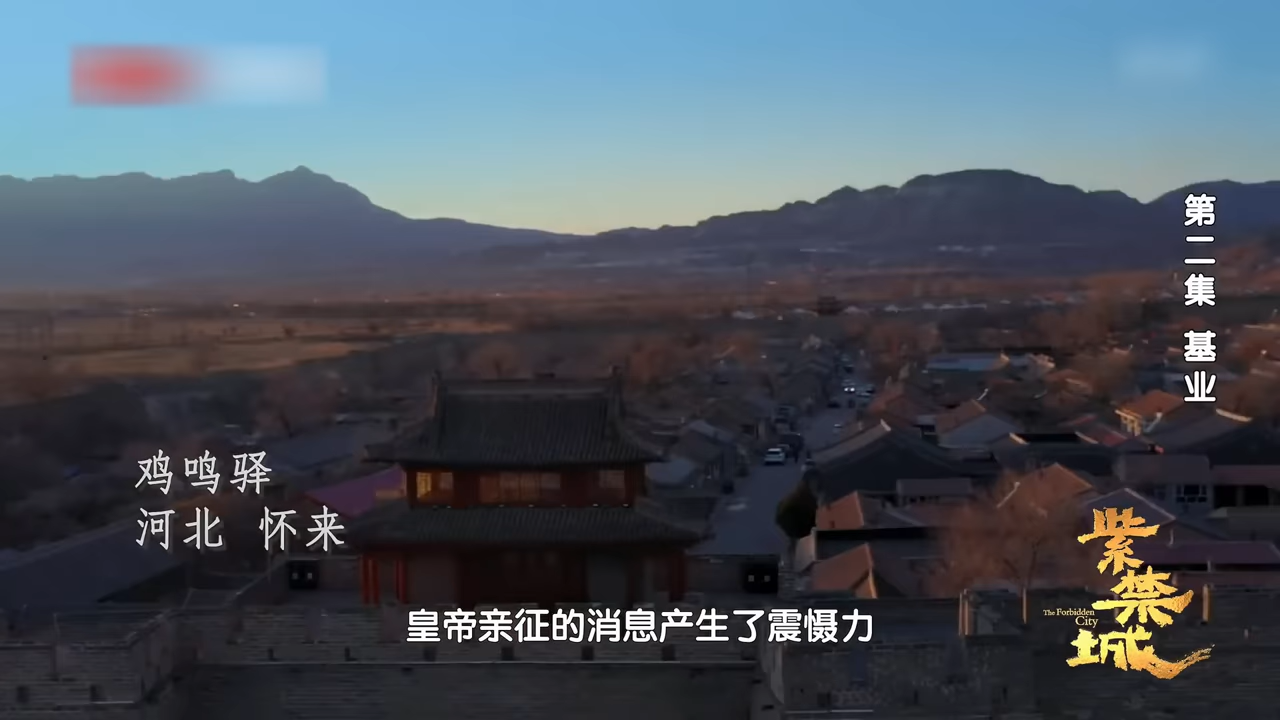 第二集 基业
鸡鸣驿
河北 怀来
皇帝亲征的消息产生了震慑力
紫禁城
The Forbidden
City